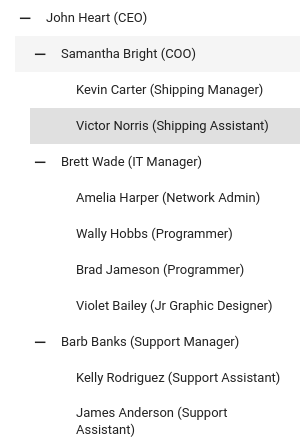 John Heart (CEO)
Samantha Bright (COO)
Kevin Carter (Shipping Manager)
Victor Norris (Shipping Assistant)
Brett Wade (IT Manager)
Amelia Harper (Network Admin)
Wally Hobbs (Programmer)
Brad Jameson (Programmer)
Violet Bailey (Jr Graphic Designer)
Barb Banks (Support Manager)
Kelly Rodriguez (Support Assistant)
James Anderson (Support
Assistant)